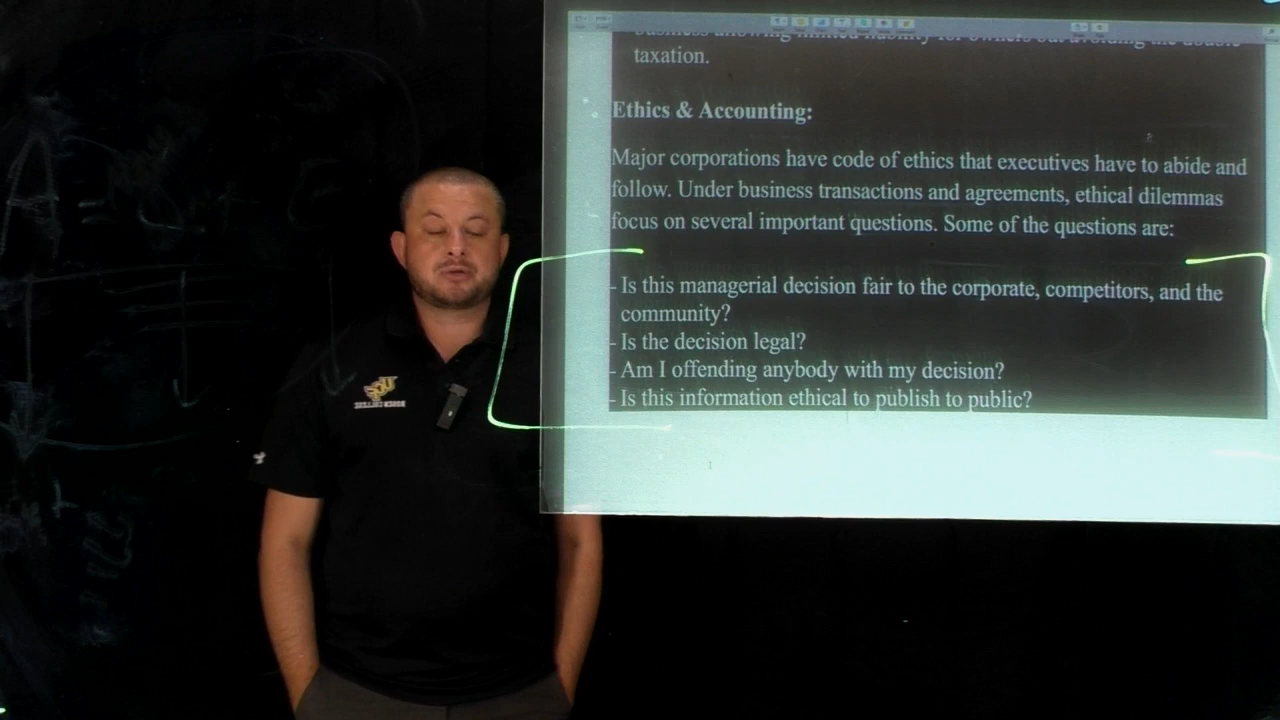 taxation.
Ethics & Accounting:
Major corporations have code of ethics that executives have to abide and
follow. Under business transactions and agreements, ethical dilemmas
focus on several important questions. Some of the questions are:
- Is this managerial decision fair to the corporate, competitors, and the
community?
- Is the decision legal?
- Am I offending anybody with my decision?
- Is this information ethical to publish to public?